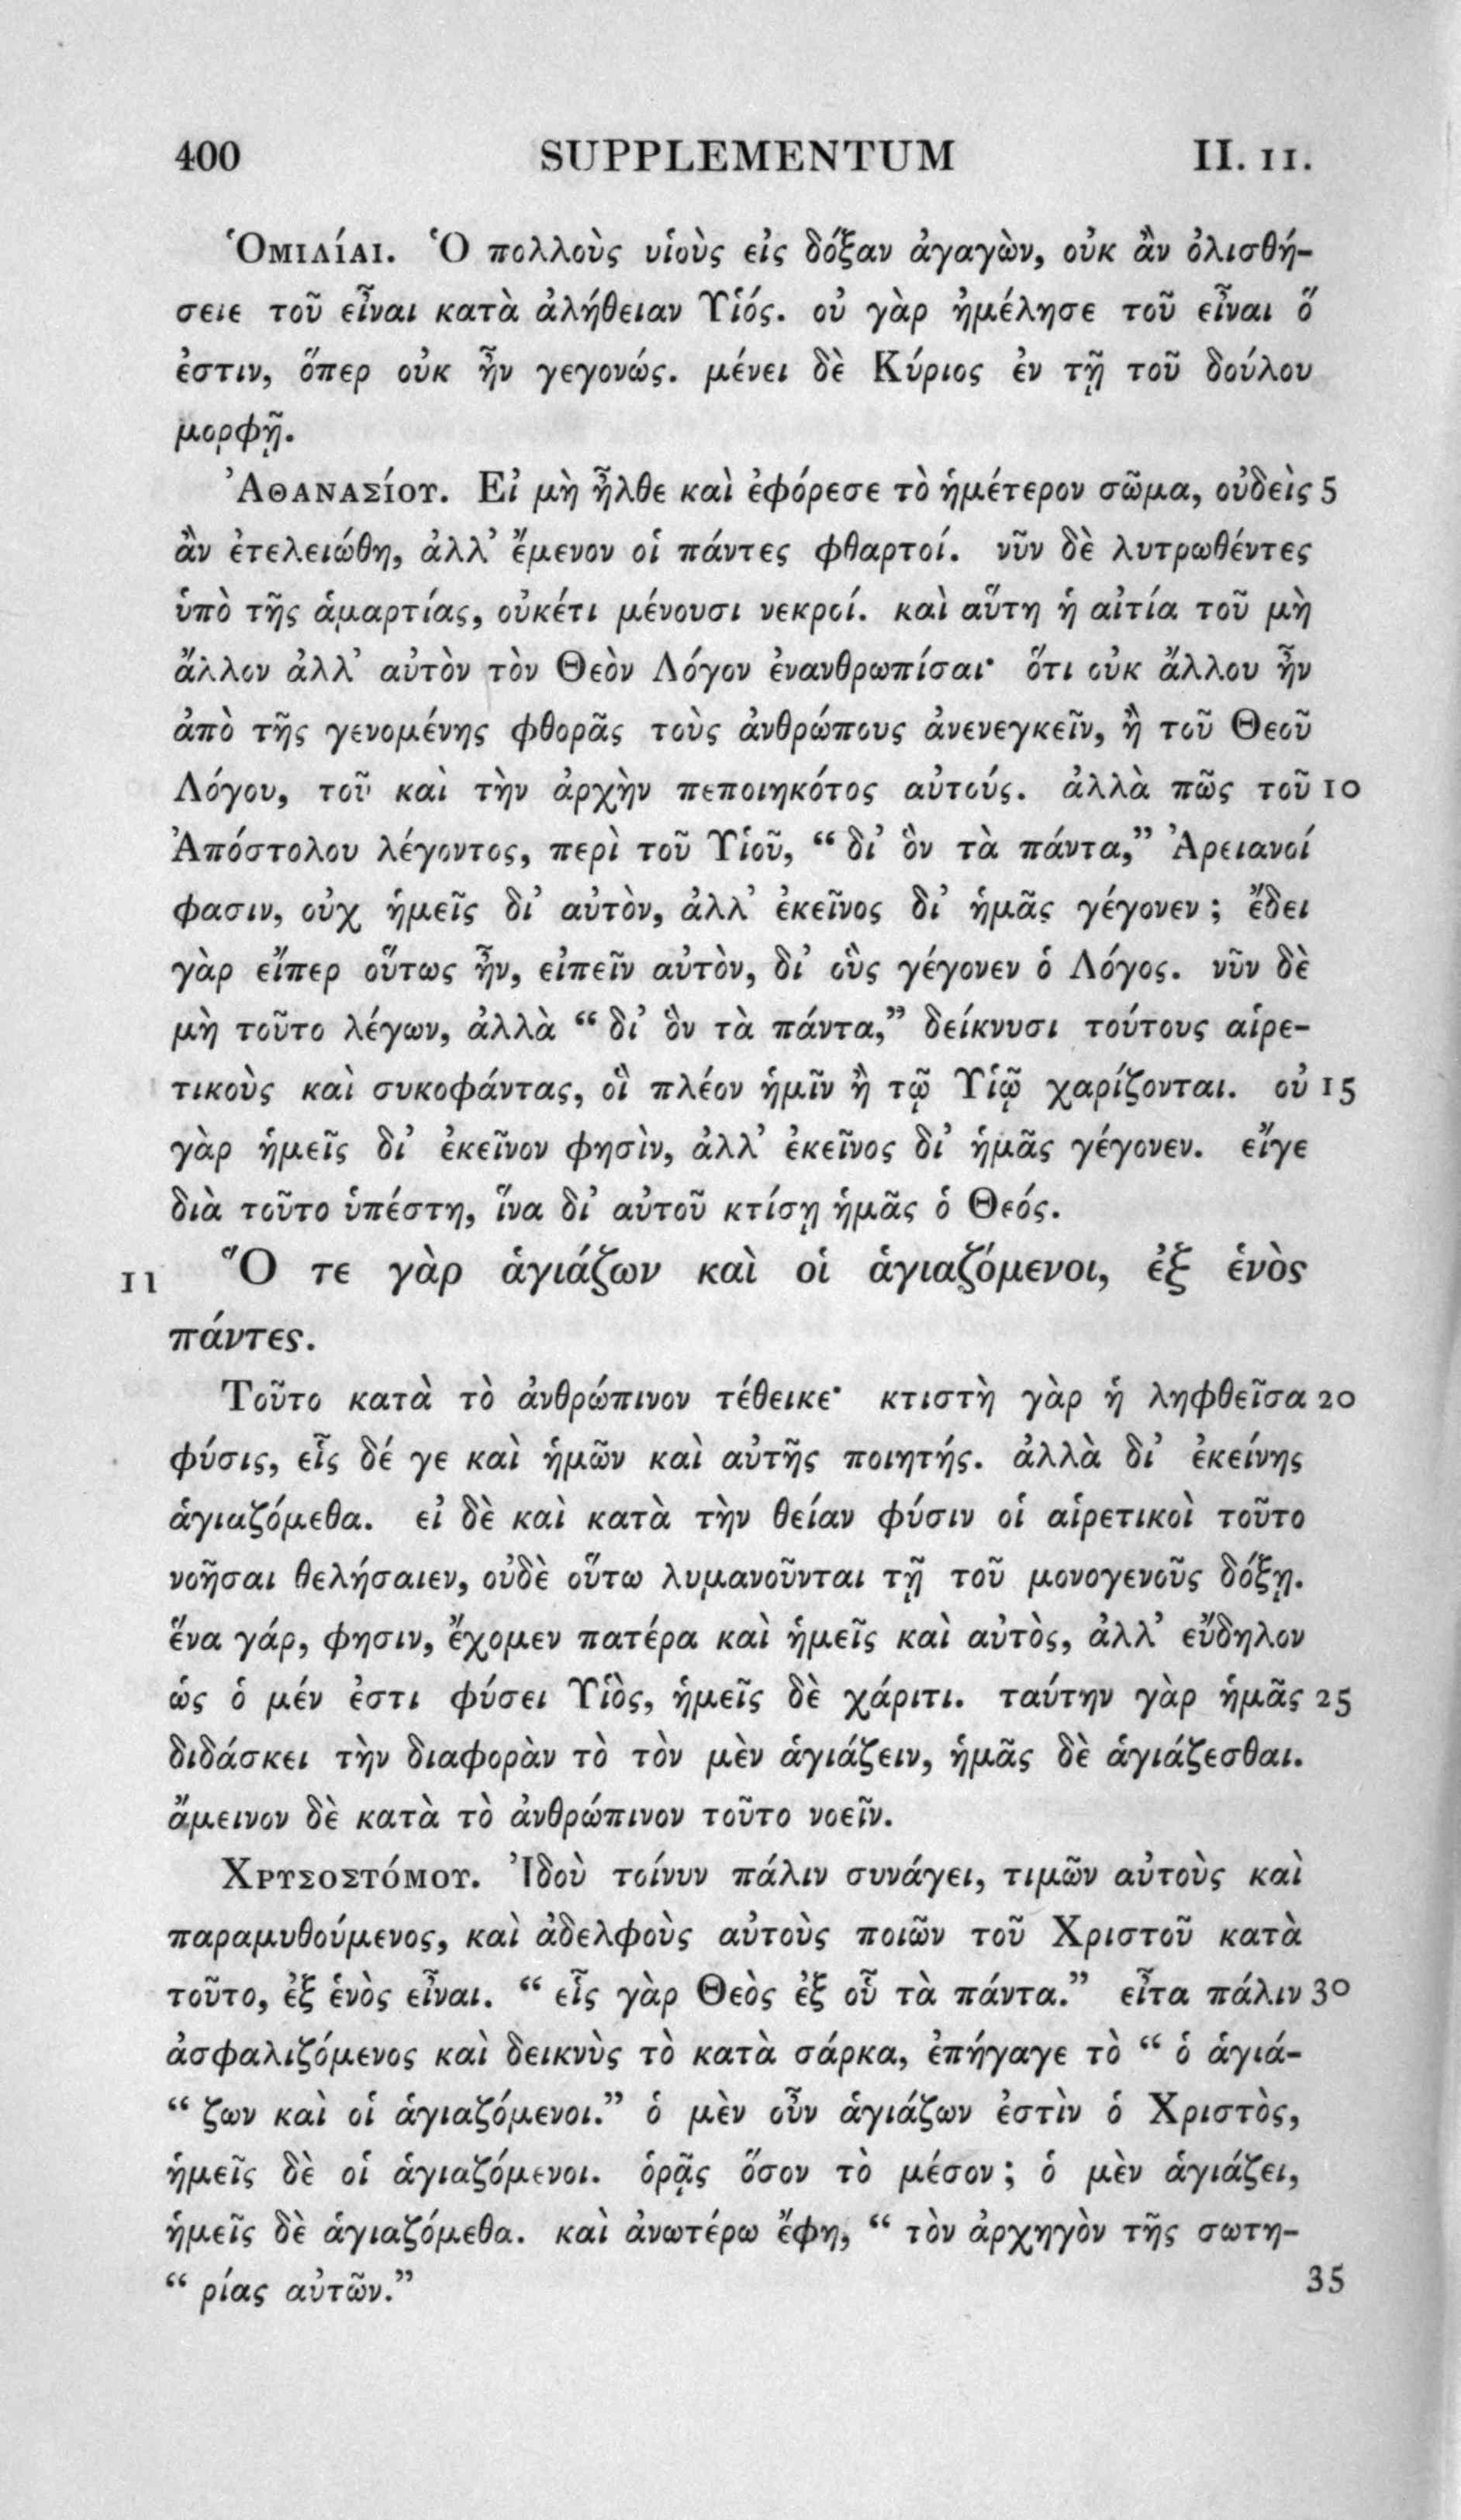 400 SUPPLEMENTUM II. 11.
Ὁμιλίαι. Ὁ πολλοὺς υἱοὺς εἰς δόξαν ἀγαγὼν, οὐκ ἂν ὀλισθή-
σειε τοῦ εἶναι κατὰ ἀλήθειαν Υἱός. οὐ γὰρ ἠμέλησε τοῦ εἶναι ὅ
ἐστιν, ὅπερ οὐκ ἦν γεγονώς. μένει δὲ Κύριος ἐν τῇ τοῦ δούλου
μορφῇ.
Ἀθανασίου. Εἰ μὴ ἦλθε καὶ ἐφόρεσε τὸ ἡμέτερον σῶμα, οὐδεὶς 5
ἂν ἐτελειώθη, ἀλλ’ ἔμενον οἱ πάντες φθαρτοί. νῦν δὲ λυτρωθέντες
ὑπὸ τῆς ἁμαρτίας, οὐκέτι μένουσι νεκροί. καὶ αὕτη ἡ αἰτία τοῦ μὴ
ἄλλον ἀλλ’ αὐτὸν τὸν Θεὸν Λόγον ἐνανθρωπίσαι· ὅτι οὐκ ἄλλου ἦν
ἀπὸ τῆς γενομένης φθορᾶς τοὺς ἀνθρώπους ἀνενεγκεῖν, ἢ τοῦ Θεοῦ
Λόγου, τοῦ καὶ τὴν ἀρχὴν πεποιηκότος αὐτούς. ἀλλὰ πῶς τοῦ 10
Ἀπόστολου λέγοντος, περὶ τοῦ Υἱοῦ, “ δι’ ὃν τὰ πάντα,” Ἀρειανοί
φασιν, οὐχ ἡμεῖς δι’ αὐτὸν, ἀλλ’ ἐκεῖνος δι’ ἡμᾶς γέγονεν ; ἔδει
γὰρ εἴπερ οὕτως ἦν, εἰπεῖν αὐτὸν, δι’ οὓς γέγονεν ὁ Λόγος. νῦν δὲ
μὴ τοῦτο λέγων, ἀλλὰ “ δι’ ὃν τὰ πάντα,” δείκνυσι τούτους αἱρε-
τικοὺς καὶ συκοφάντας, οἳ πλέον ἡμῖν ἢ τῷ Υἱῷ χαρίζονται. οὐ 15
γὰρ ἡμεῖς δι’ ἐκεῖνον φησὶν, ἀλλ’ ἐκεῖνος δι’ ἡμᾶς γέγονεν. εἴγε
διὰ τοῦτο ὑπέστη, ἵνα δι’ αὐτοῦ κτίσῃ ἡμᾶς ὁ Θεός.
11 Ὅ τε γὰρ ἁγιάζων καὶ οἱ ἁγιαζόμενοι, ἐξ ἑνὸς
πάντες.
Τοῦτο κατὰ τὸ ἀνθρώπινον τέθεικε· κτιστὴ γὰρ ἡ ληφθεῖσα 20
φύσις, εἷς δέ γε καὶ ἡμῶν καὶ αὐτῆς ποιητής. ἀλλὰ δι’ ἐκείνης
ἁγιαζόμεθα. εἰ δὲ καὶ κατὰ τὴν θείαν φύσιν οἱ αἱρετικοὶ τοῦτο
νοῆσαι θελήσαιεν, οὐδὲ οὕτω λυμανοῦνται τῇ τοῦ μονογενοῦς δόξῃ.
ἕνα γάρ, φησιν, ἔχομεν πατέρα καὶ ἡμεῖς καὶ αὐτὸς, ἀλλ’ εὔδηλον
ὡς ὁ μέν ἐστι φύσει Υἱὸς, ἡμεῖς δὲ χάριτι. ταύτην γὰρ ἡμᾶς 25
διδάσκει τὴν διαφορὰν τὸ τὸν μὲν ἁγιάζειν, ἡμᾶς δὲ ἁγιάζεσθαι.
ἄμεινον δὲ κατὰ τὸ ἀνθρώπινον τοῦτο νοεῖν.
Χρυσοστόμου. Ἰδοὺ τοίνυν πάλιν συνάγει, τιμῶν αὐτοὺς καὶ
παραμυθούμενος, καὶ ἀδελφοὺς αὐτοὺς ποιῶν τοῦ Χριστοῦ κατὰ
τοῦτο, ἐξ ἑνὸς εἶναι. “ εἷς γὰρ Θεὸς ἐξ οὗ τὰ πάντα.” εἶτα πάλιν 30
ἀσφαλιζόμενος καὶ δεικνὺς τὸ κατὰ σάρκα, ἐπήγαγε τὸ “ ὁ ἁγιά-
“ ζων καὶ οἱ ἁγιαζόμενοι.” ὁ μὲν οὖν ἁγιάζων ἐστὶν ὁ Χριστὸς,
ἡμεῖς δὲ οἱ ἁγιαζόμενοι. ὁρᾷς ὅσον τὸ μέσον ; ὁ μὲν ἁγιάζει,
ἡμεῖς δὲ ἁγιαζόμεθα. καὶ ἀνωτέρω ἔφη, “ τὸν ἀρχηγὸν τῆς σωτη-
“ ρίας αὐτῶν.” 35